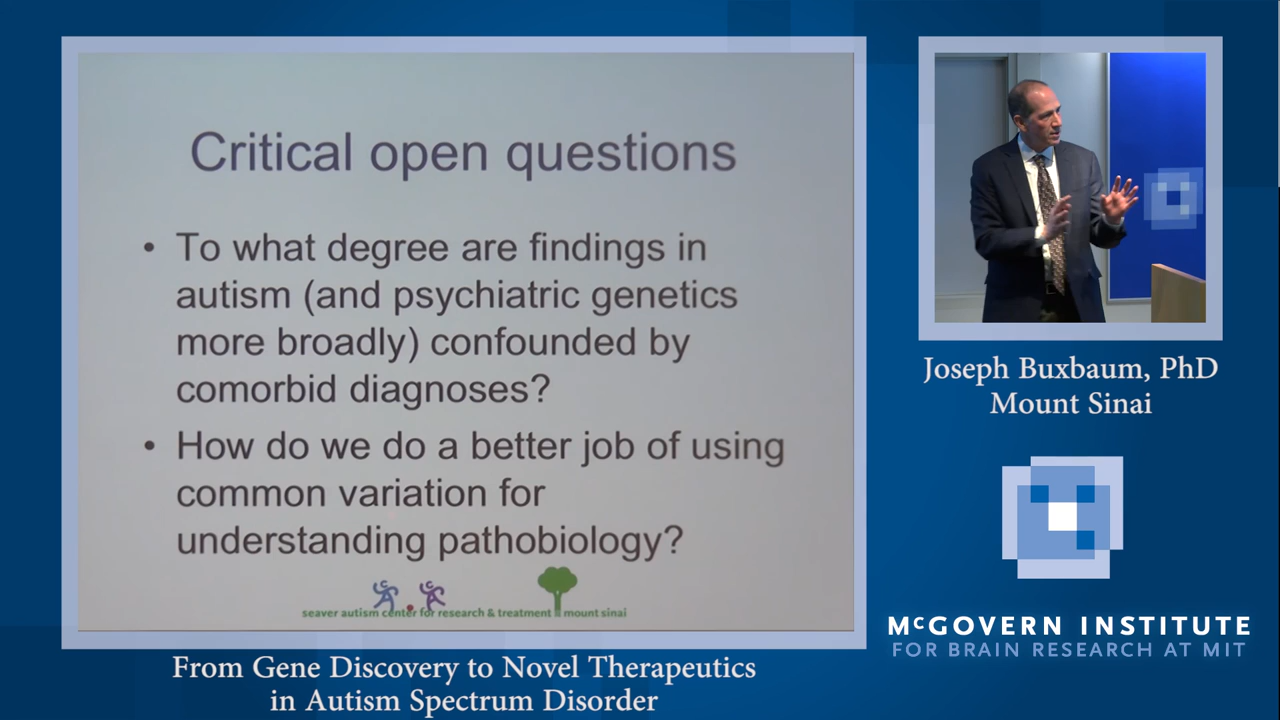 Critical open questions
• To what degree are findings in
autism (and psychiatric genetics
more broadly) confounded by
comorbid diagnoses?
• How do we do a better job of using
common variation for
understanding pathobiology?
seaver autism center for research & treatment mount sinai
From Gene Discovery to Novel Therapeutics
in Autism Spectrum Disorder
Joseph Buxbaum, PhD
Mount Sinai
McGOVERN INSTITUTE
FOR BRAIN RESEARCH AT MIT